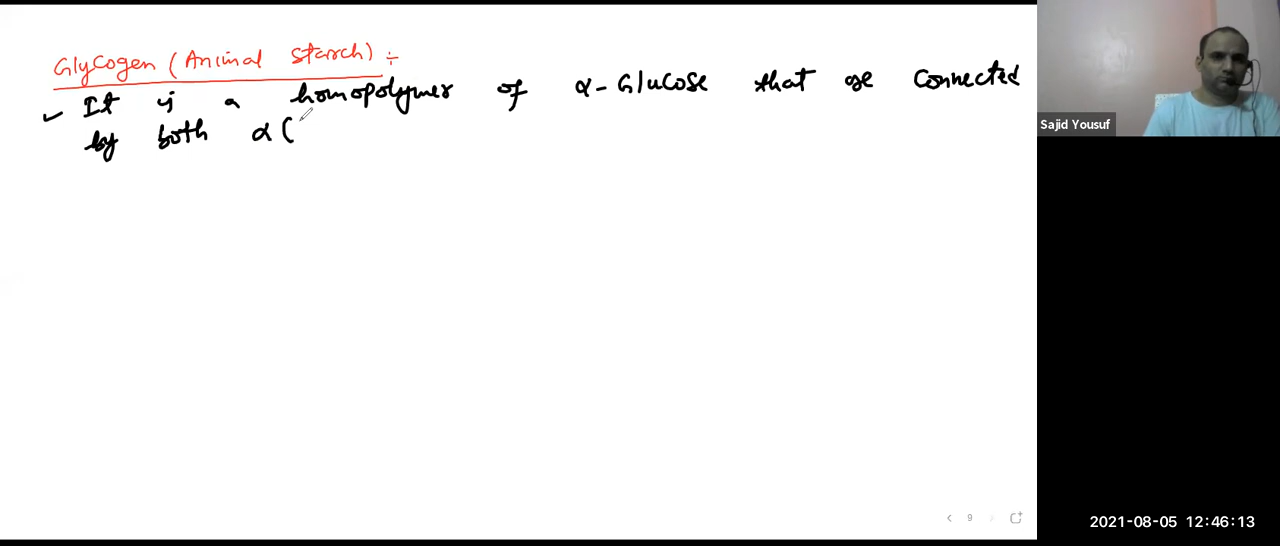 Glycogen (Animal Starch) ÷
✓ It is a homopolymer of α-Glucose that are connected
by both α (
Sajid Yousuf
9
2021-08-05 12:46:13